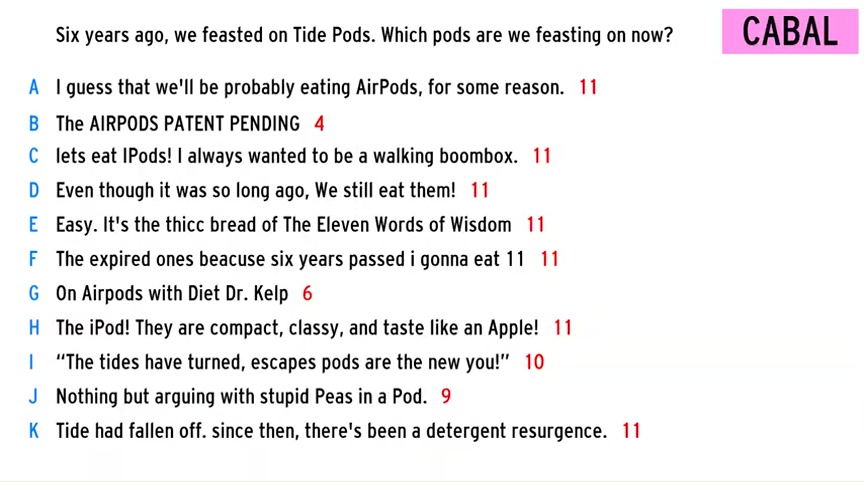 Six years ago, we feasted on Tide Pods. Which pods are we feasting on now?
CABAL
A I guess that we'll be probably eating AirPods, for some reason. 11
B The AIRPODS PATENT PENDING 4
C lets eat IPods! I always wanted to be a walking boombox. 11
D Even though it was so long ago, We still eat them! 11
E Easy. It's the thicc bread of The Eleven Words of Wisdom 11
F The expired ones beacuse six years passed i gonna eat 11 11
G On Airpods with Diet Dr. Kelp 6
H The iPod! They are compact, classy, and taste like an Apple! 11
I “The tides have turned, escapes pods are the new you!” 10
J Nothing but arguing with stupid Peas in a Pod. 9
K Tide had fallen off. since then, there's been a detergent resurgence. 11